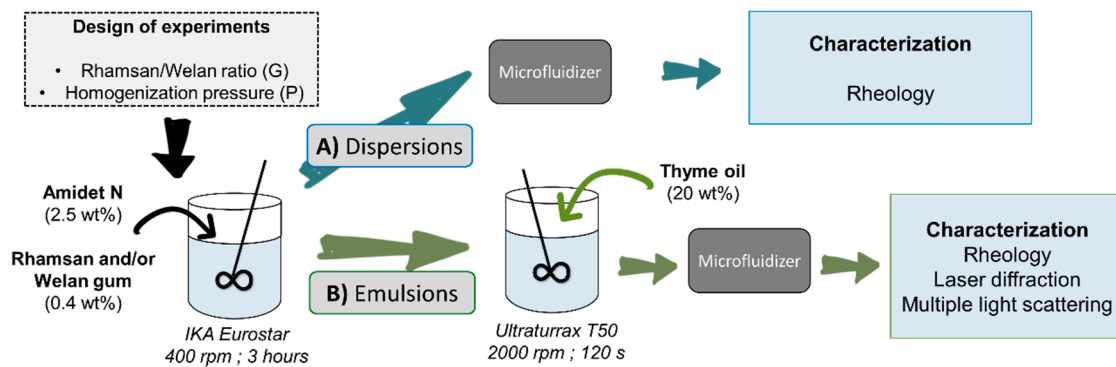 Design of experiments
• Rhamsan/Welan ratio (G)
• Homogenization pressure (P)
Microfluidizer
Characterization
Rheology
A) Dispersions
Amidet N
(2.5 wt%)
Rhamsan and/or
Welan gum
(0.4 wt%)
IKA Eurostar
400 rpm ; 3 hours
B) Emulsions
Thyme oil
(20 wt%)
Ultraturrax T50
2000 rpm ; 120 s
Microfluidizer
Characterization
Rheology
Laser diffraction
Multiple light scattering